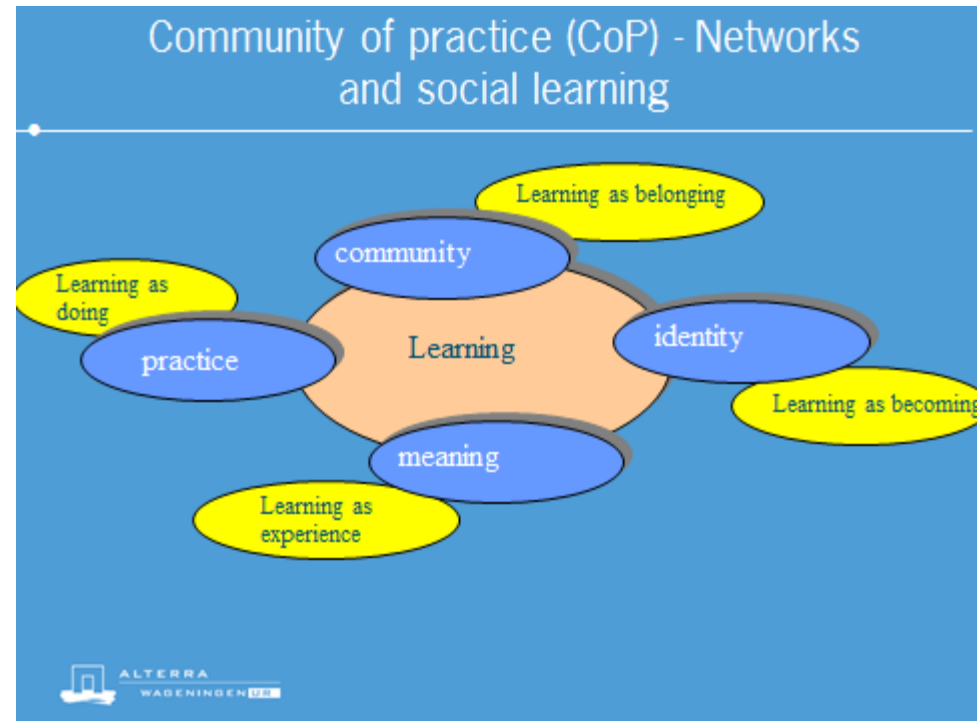 Community of practice (CoP) - Networks
and social learning
Learning as belonging
community
Learning as
doing
practice
Learning
identity
Learning as becoming
meaning
Learning as
experience
ALTERRA
WAGENINGEN UR